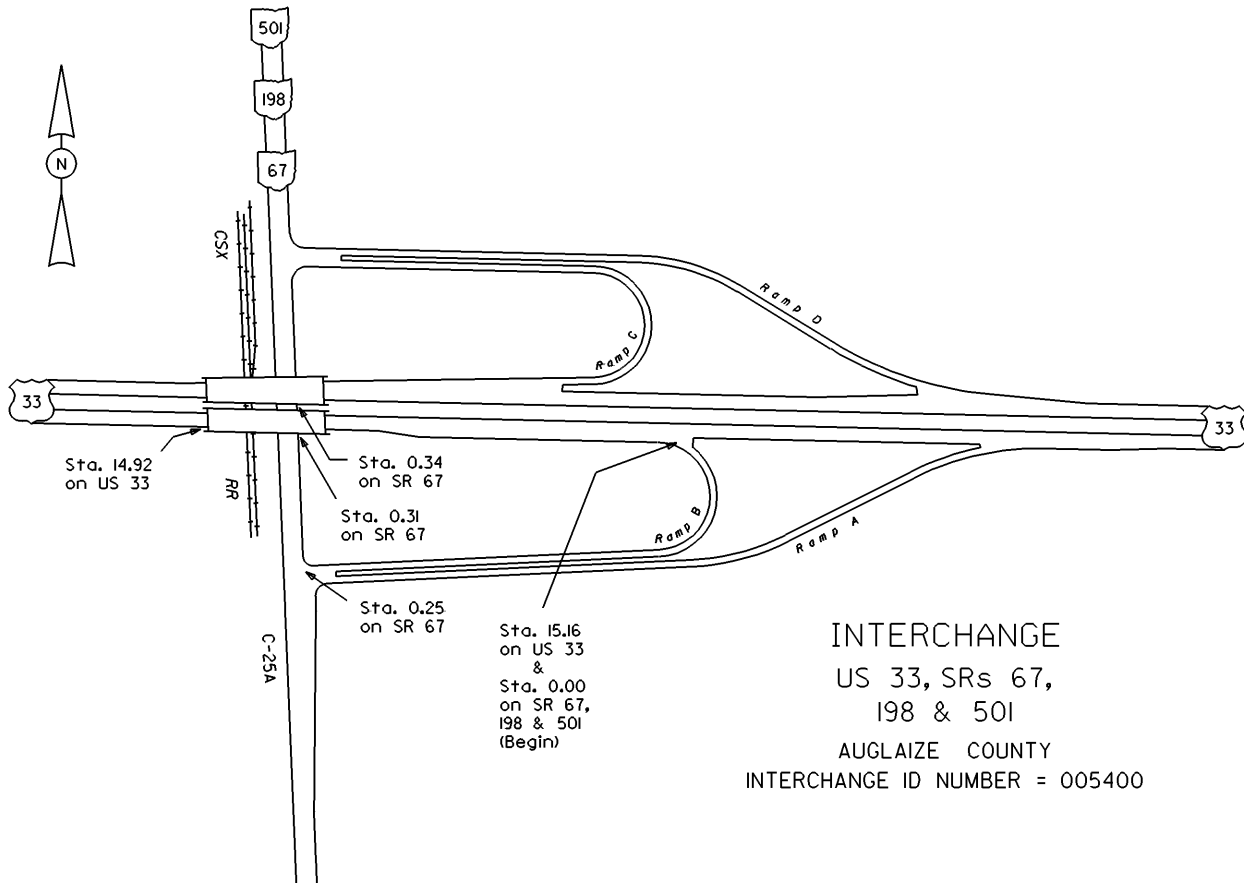 501
198
67
N
CSX
Ramp D
Ramp C
33
33
Sta. 14.92
on US 33
RR
Sta. 0.34
on SR 67
Sta. 0.31
on SR 67
Ramp B
Ramp A
Sta. 0.25
on SR 67
C-25A
Sta. 15.16
on US 33
&
Sta. 0.00
on SR 67,
198 & 501
(Begin)
INTERCHANGE
US 33, SRs 67,
198 & 501
AUGLAIZE COUNTY
INTERCHANGE ID NUMBER = 005400